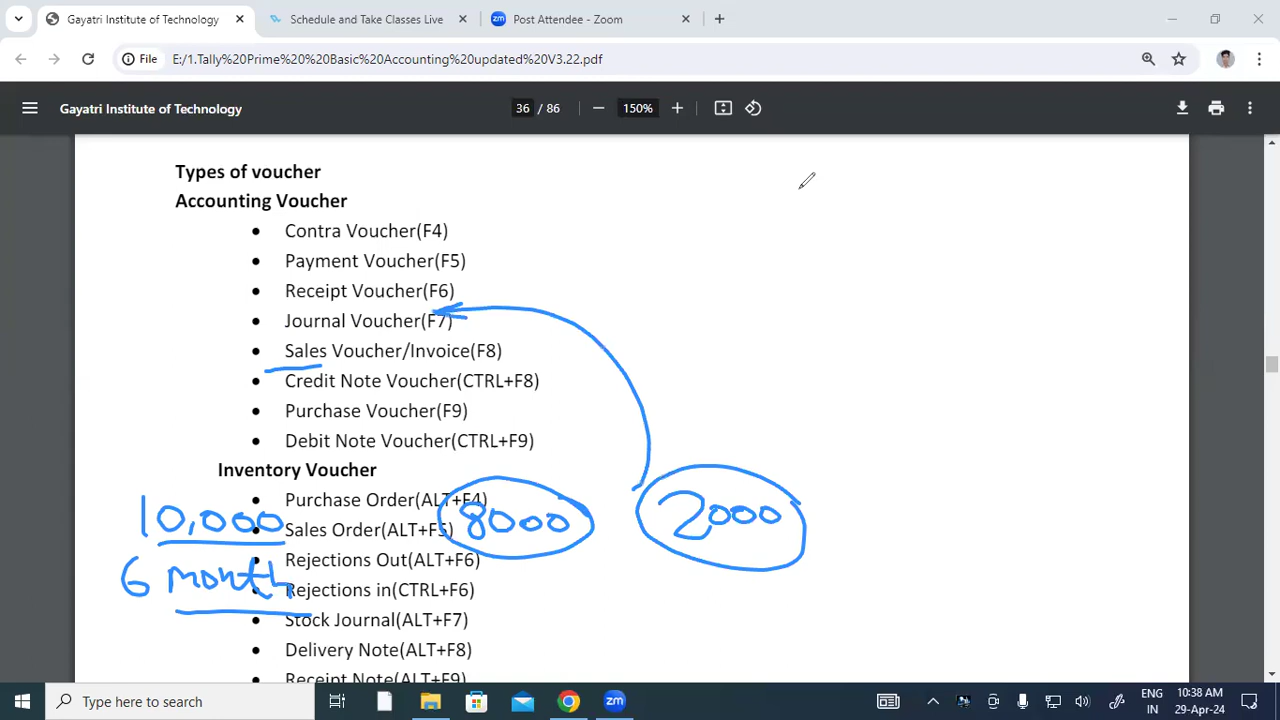 Gayatri Institute of Technology
Schedule and Take Classes Live
Post Attendee - Zoom
File E:/1.Tally%20Prime%20%20Basic%20Accounting%20updated%20V3.22.pdf
Gayatri Institute of Technology
36 / 86
150%
Types of voucher
Accounting Voucher
• Contra Voucher(F4)
• Payment Voucher(F5)
• Receipt Voucher(F6)
• Journal Voucher(F7)
• Sales Voucher/Invoice(F8)
• Credit Note Voucher(CTRL+F8)
• Purchase Voucher(F9)
• Debit Note Voucher(CTRL+F9)
Inventory Voucher
• Purchase Order(ALT+F4)
10,000
8000
2000
• Sales Order(ALT+F5)
• Rejections Out(ALT+F6)
6 month
• Rejections in(CTRL+F6)
• Stock Journal(ALT+F7)
• Delivery Note(ALT+F8)
• Receipt Note(ALT+F9)
Type here to search
ENG
IN
10:38 AM
29-Apr-24